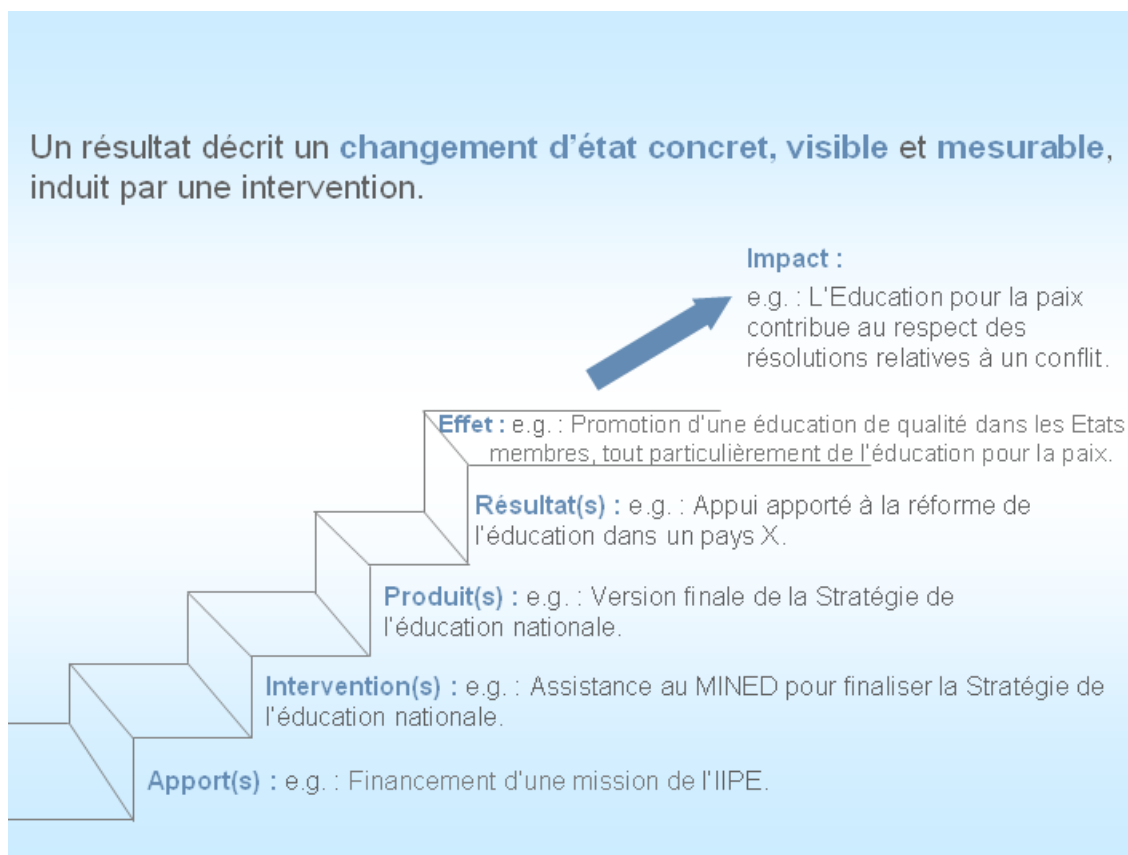 Un résultat décrit un changement d'état concret, visible et mesurable,
induit par une intervention.
Impact :
e.g. : L'Education pour la paix
contribue au respect des
résolutions relatives à un conflit.
Effet : e.g. : Promotion d'une éducation de qualité dans les Etats
membres, tout particulièrement de l'éducation pour la paix.
Résultat(s) : e.g. : Appui apporté à la réforme de
l'éducation dans un pays X.
Produit(s) : e.g. : Version finale de la Stratégie de
l'éducation nationale.
Intervention(s) : e.g. : Assistance au MINED pour finaliser la Stratégie de
l'éducation nationale.
Apport(s) : e.g. : Financement d'une mission de l'IIPE.